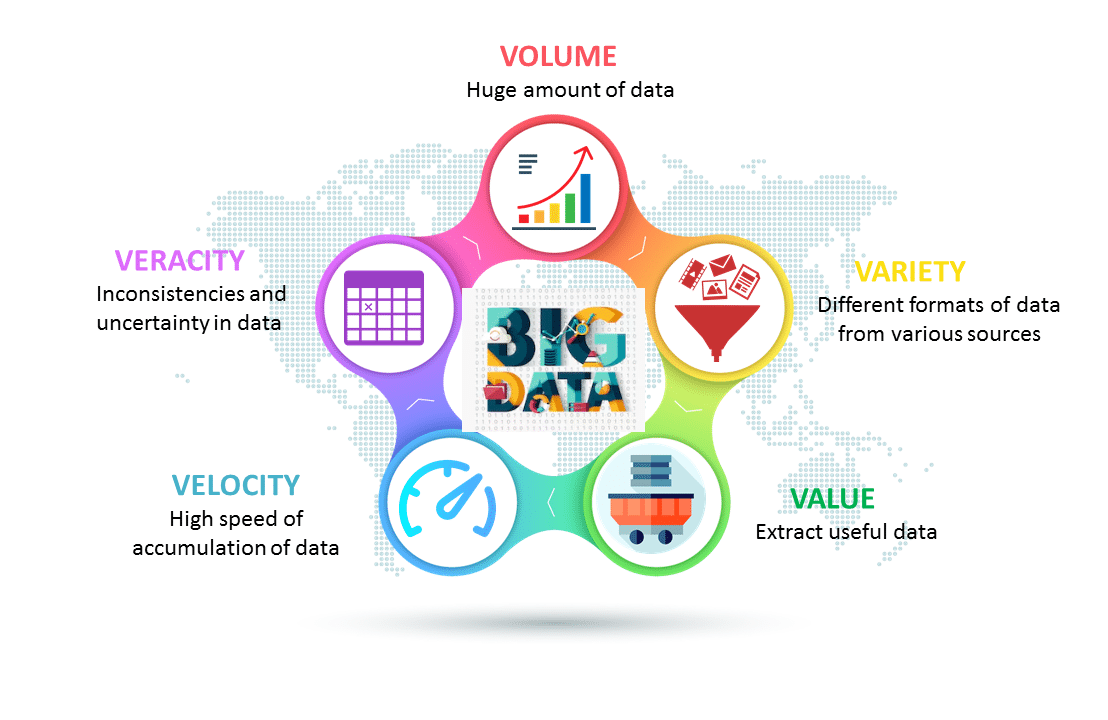 VOLUME
Huge amount of data
VERACITY
Inconsistencies and
uncertainty in data
VARIETY
Different formats of data
from various sources
BIG
DATA
VELOCITY
High speed of
accumulation of data
VALUE
Extract useful data